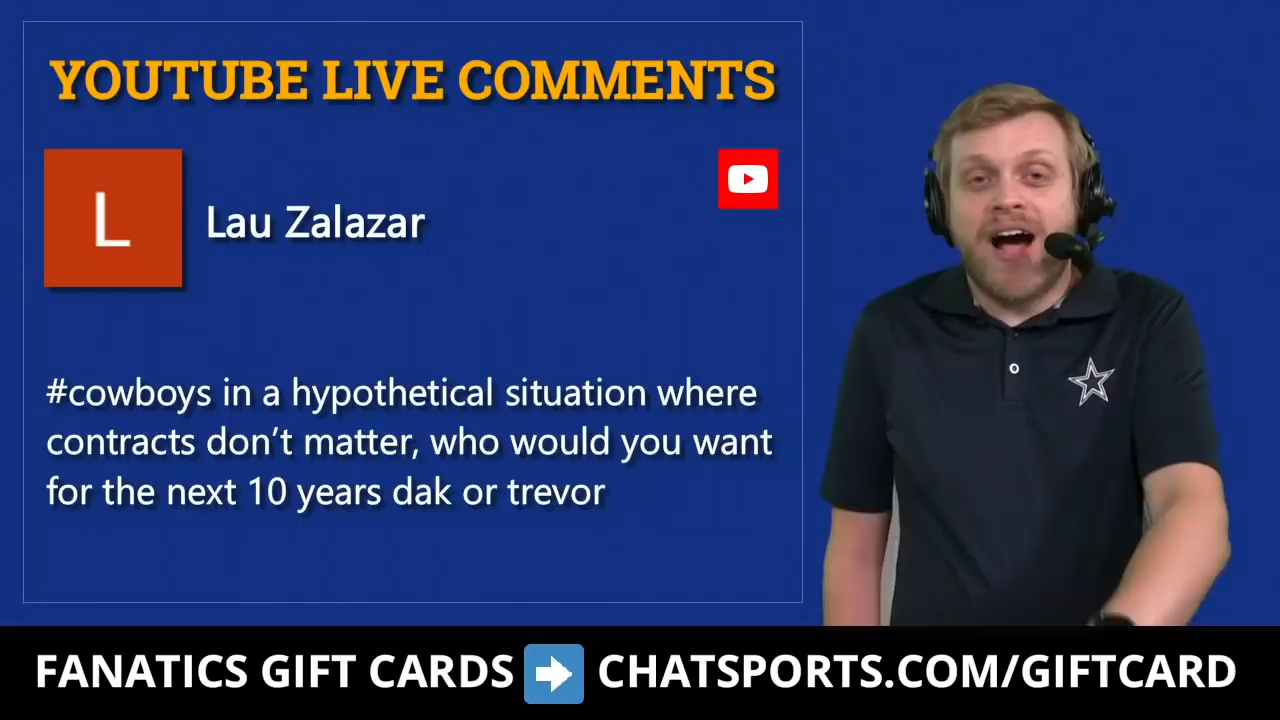 YOUTUBE LIVE COMMENTS
L
Lau Zalazar
#cowboys in a hypothetical situation where
contracts don’t matter, who would you want
for the next 10 years dak or trevor
FANATICS GIFT CARDS ➡ CHATSPORTS.COM/GIFTCARD